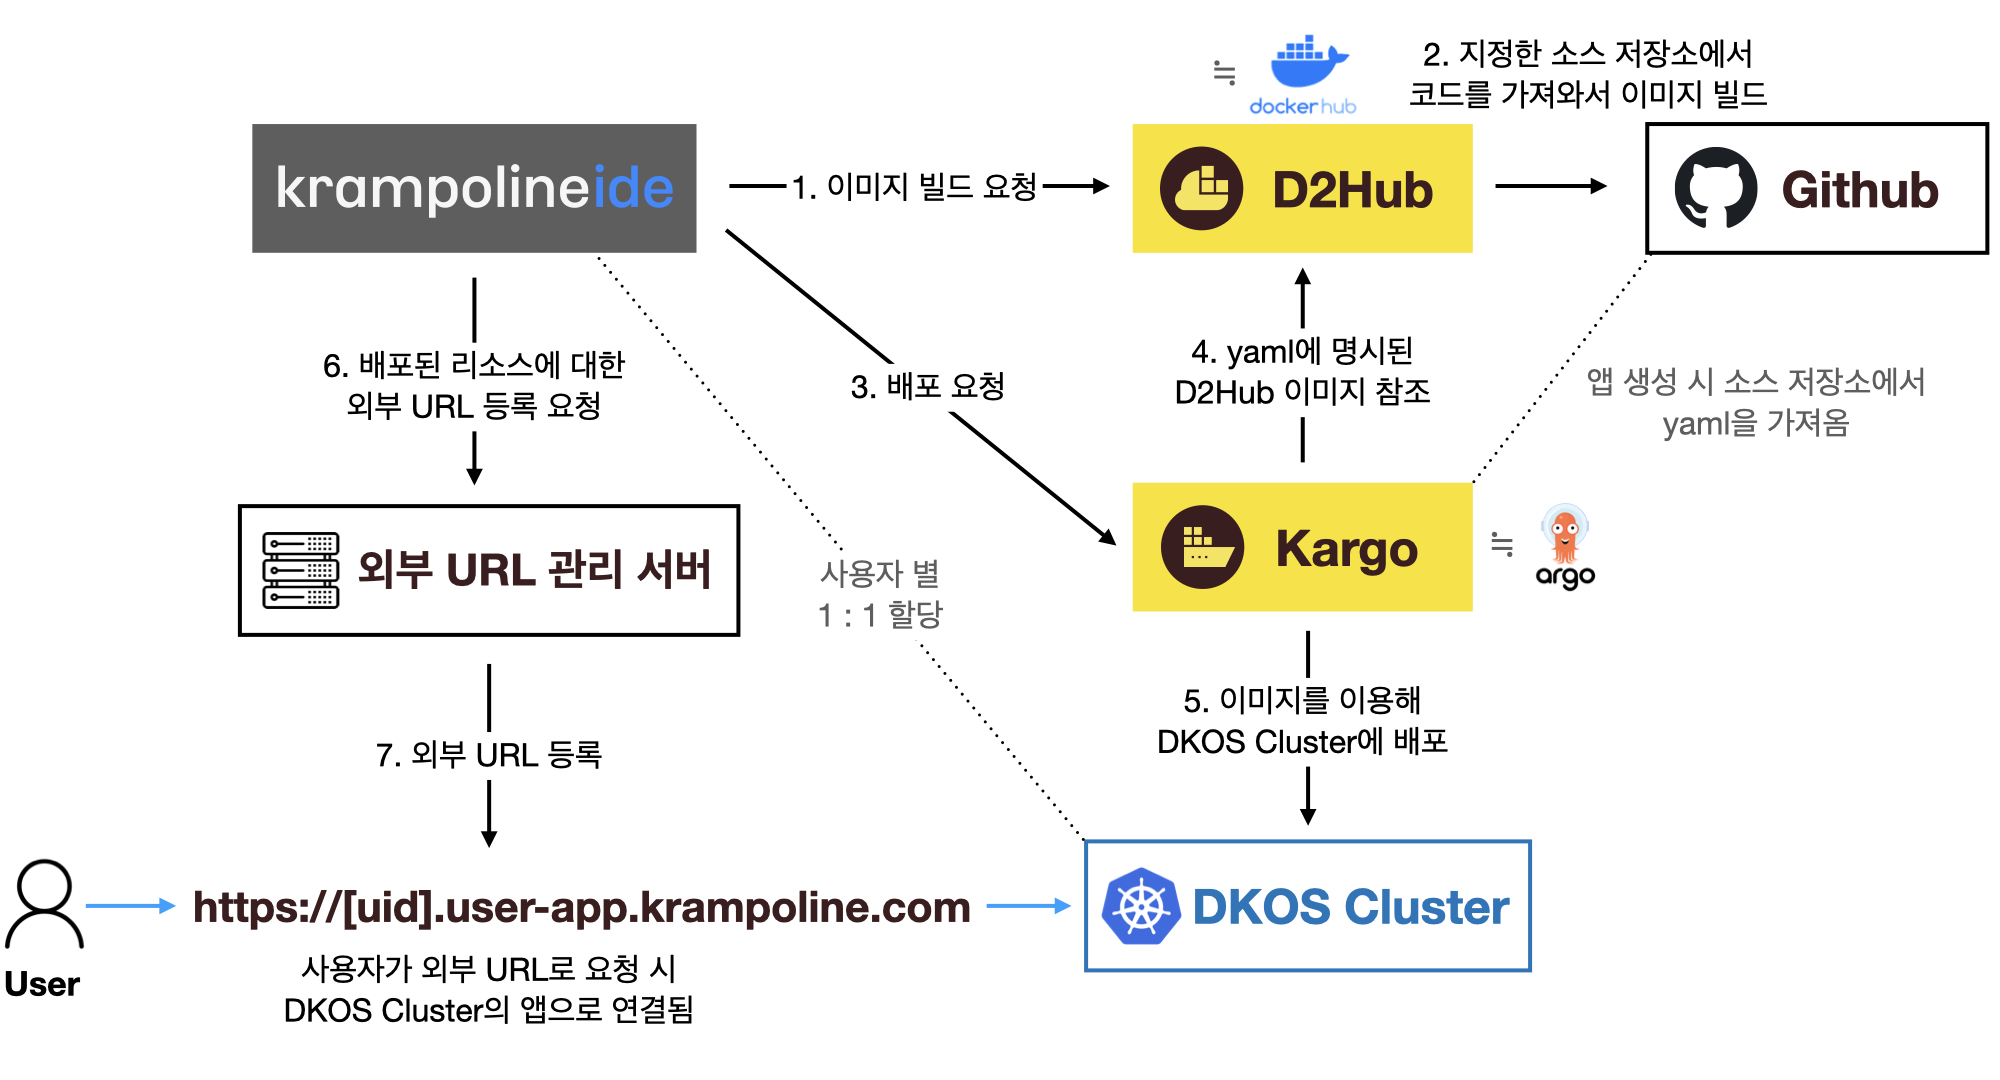 ≒
dockerhub
2. 지정한 소스 저장소에서
코드를 가져와서 이미지 빌드
krampolineide
1. 이미지 빌드 요청
D2Hub
Github
6. 배포된 리소스에 대한
외부 URL 등록 요청
3. 배포 요청
4. yaml에 명시된
D2Hub 이미지 참조
앱 생성 시 소스 저장소에서
yaml을 가져옴
외부 URL 관리 서버
사용자 별
1 : 1 할당
Kargo
≒
argo
7. 외부 URL 등록
5. 이미지를 이용해
DKOS Cluster에 배포
User
https://[uid].user-app.krampoline.com
DKOS Cluster
사용자가 외부 URL로 요청 시
DKOS Cluster의 앱으로 연결됨